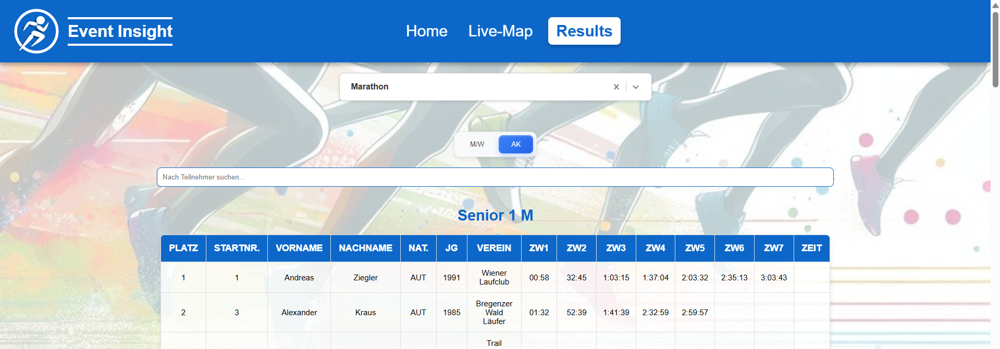 Event Insight
Home Live-Map Results
Marathon
M/W AK
Nach Teilnehmer suchen...
Senior 1 M
PLATZ STARTNR. VORNAME NACHNAME NAT. JG VEREIN ZW1 ZW2 ZW3 ZW4 ZW5 ZW6 ZW7 ZEIT
1 1 Andreas Ziegler AUT 1991 Wiener Laufclub 00:58 32:45 1:03:15 1:37:04 2:03:32 2:35:13 3:03:43
2 3 Alexander Kraus AUT 1985 Bregenzer Wald Läufer 01:32 52:39 1:41:39 2:32:59 2:59:57
Trail